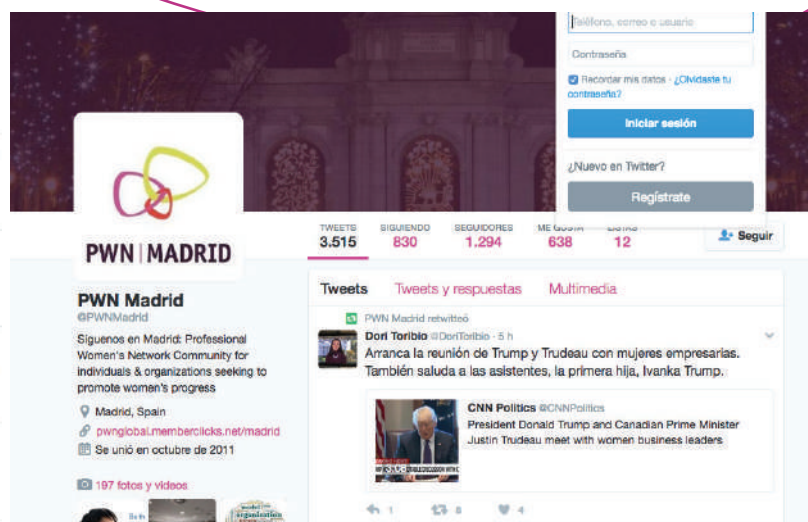 Teléfono, correo o usuario
Contraseña
Recordar mis datos · ¿Olvidaste tu
contraseña?
Iniciar sesión
¿Nuevo en Twitter?
Regístrate
PWN | MADRID
TWEETS SIGUIENDO SEGUIDORES ME GUSTA LISTAS
3.515 830 1.294 638 12
Seguir
PWN Madrid
@PWNMadrid
Síguenos en Madrid: Professional
Women's Network Community for
individuals & organizations seeking to
promote women's progress
Madrid, Spain
pwnglobal.memberclicks.net/madrid
Se unió en octubre de 2011
197 fotos y vídeos
Tweets Tweets y respuestas Multimedia
PWN Madrid retwitteó
Dori Toribio @DoriToribio · 5 h
Arranca la reunión de Trump y Trudeau con mujeres empresarias.
También saluda a las asistentes, la primera hija, Ivanka Trump.
CNN Politics @CNNPolitics
President Donald Trump and Canadian Prime Minister
Justin Trudeau meet with women business leaders
1 8 4